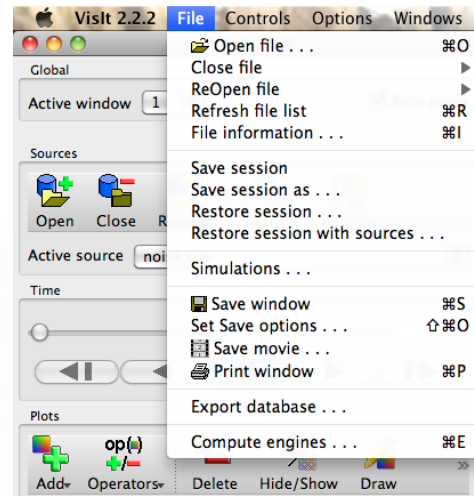 VisIt 2.2.2 File Controls Options Windows
Open file . . . ⌘O
Global
Close file
ReOpen file
Active window 1
Refresh file list ⌘R
File information . . . ⌘I
Sources
Save session
Save session as . . .
Restore session . . .
Open Close R
Restore session with sources . . .
Active source noi
Simulations . . .
Time
Save window ⌘S
Set Save options . . . ⇧⌘O
Save movie . . .
Print window ⌘P
Export database . . .
Plots
op()
Compute engines . . . ⌘E
Add Operators Delete Hide/Show Draw